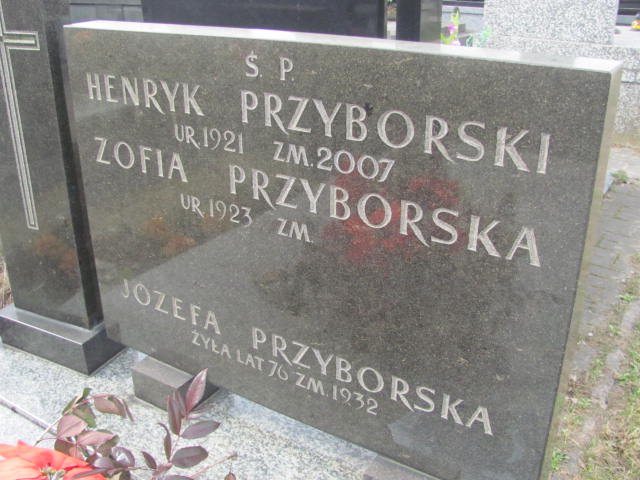 Ś. P.
HENRYK PRZYBORSKI
UR. 1921 ZM. 2007
ZOFIA PRZYBORSKA
UR. 1923 ZM.
JÓZEFA PRZYBORSKA
ŻYŁA LAT 76 ZM. 1932